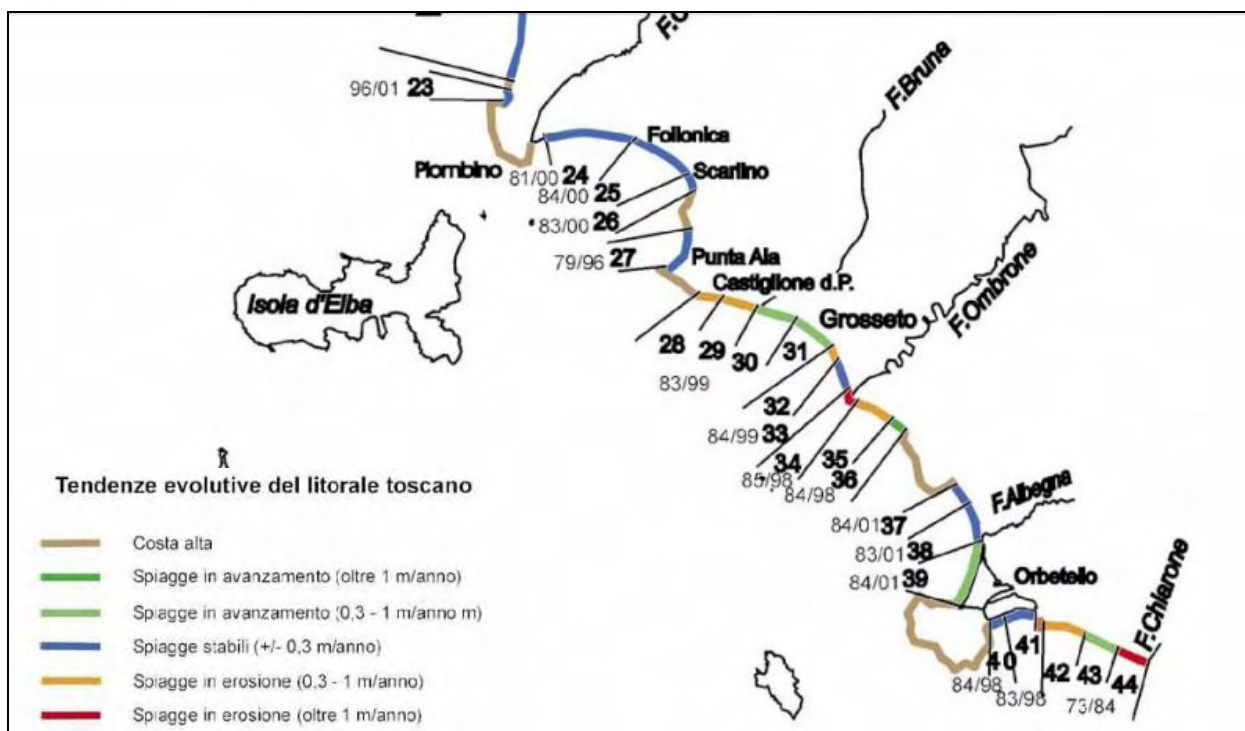 96/01 23
F.Bruna
Follonica
Piombino
Scarlino
81/00 24
84/00 25
83/00 26
79/96 27
Punta Ala
Castiglione d.P.
Isola d'Elba
Grosseto
F.Ombrone
28
29
30
31
83/99
32
84/99 33
34
35
85/98
84/98
36
Tendenze evolutive del litorale toscano
F.Albegna
84/01 37
Costa alta
83/01 38
Spiagge in avanzamento (oltre 1 m/anno)
84/01 39
Orbetello
Spiagge in avanzamento (0,3 - 1 m/anno m)
F.Chiarone
Spiagge stabili (+/- 0,3 m/anno)
40
41
42
43
44
84/98
83/98
73/84
Spiagge in erosione (0,3 - 1 m/anno)
Spiagge in erosione (oltre 1 m/anno)